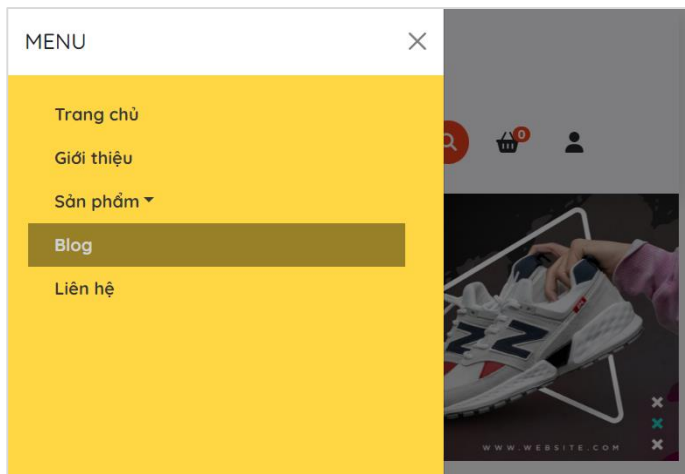 MENU
Trang chủ
Giới thiệu
Sản phẩm
Blog
Liên hệ
0
N N
WWW.WEBSITE.COM